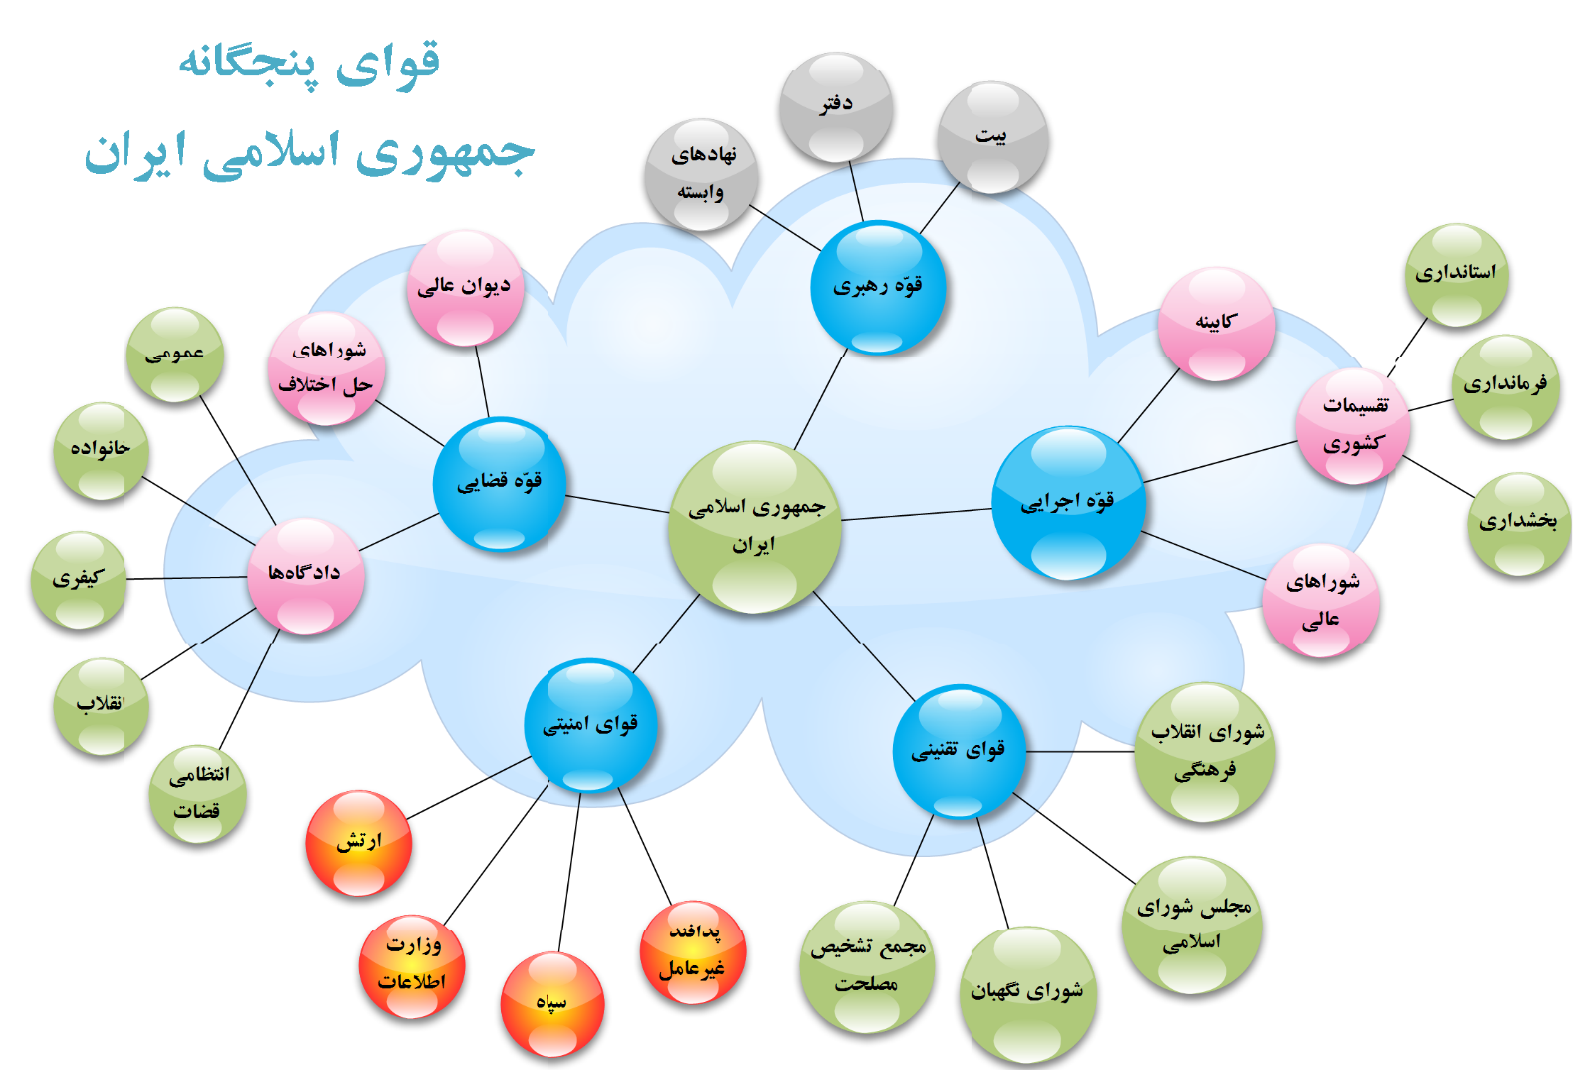 قوای پنجگانه
جمهوری اسلامی ایران
جمهوری اسلامی
ایران
قوّه رهبری
بیت
دفتر
نهادهای
وابسته
قوّه اجرایی
کابینه
تقسیمات
کشوری
استانداری
فرمانداری
بخشداری
شوراهای
عالی
قوای تقنینی
شورای انقلاب
فرهنگی
مجلس شورای
اسلامی
شورای نگهبان
مجمع تشخیص
مصلحت
قوای امنیتی
پدافند
غیرعامل
سپاه
وزارت
اطلاعات
ارتش
قوّه قضایی
دیوان عالی
شوراهای
حل اختلاف
دادگاه‌ها
عمومی
خانواده
کیفری
انقلاب
انتظامی
قضات